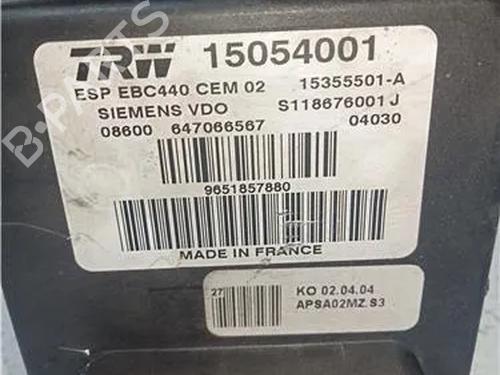 TRW 15054001
ESP EBC440 CEM 02 15355501-A
SIEMENS VDO S118676001 J
08600 647066567 04030
9651857880
MADE IN FRANCE
27 KO 02.04.04
APSA02MZ.S3